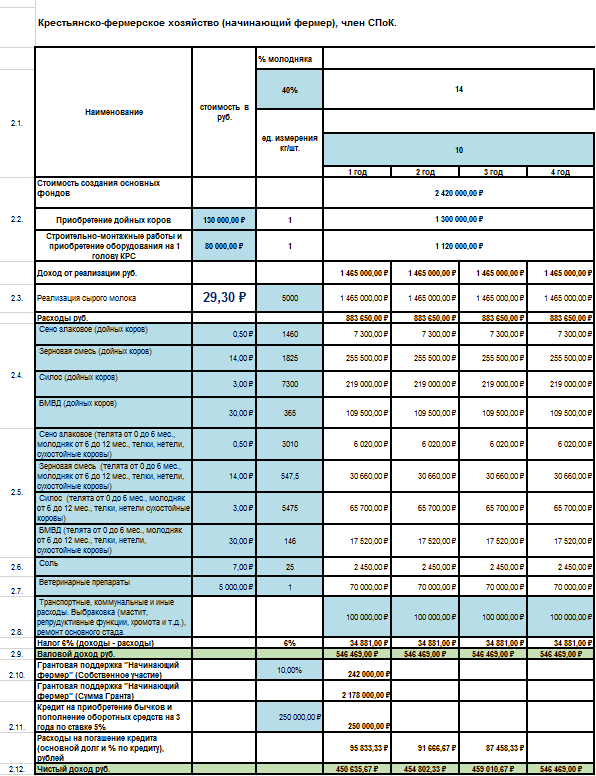 Крестьянско-фермерское хозяйство (начинающий фермер), член СПоК.
% молодняка
40% 14
2.1. Наименование стоимость в руб. ед. измерения кг/шт.
10
1 год 2 год 3 год 4 год
Стоимость создания основных
фондов 2 420 000,00 ₽
2.2. Приобретение дойных коров 130 000,00 ₽ 1 1 300 000,00 ₽
Строительно-монтажные работы и
приобретение оборудования на 1
голову КРС 80 000,00 ₽ 1 1 120 000,00 ₽
Доход от реализации руб. 1 465 000,00 ₽ 1 465 000,00 ₽ 1 465 000,00 ₽ 1 465 000,00 ₽
2.3. Реализация сырого молока 29,30 ₽ 5000 1 465 000,00 ₽ 1 465 000,00 ₽ 1 465 000,00 ₽ 1 465 000,00 ₽
Расходы руб. 883 650,00 ₽ 883 650,00 ₽ 883 650,00 ₽ 883 650,00 ₽
Сено злаковое (дойных коров) 0,50 ₽ 1460 7 300,00 ₽ 7 300,00 ₽ 7 300,00 ₽ 7 300,00 ₽
Зерновая смесь (дойных коров) 14,00 ₽ 1825 255 500,00 ₽ 255 500,00 ₽ 255 500,00 ₽ 255 500,00 ₽
2.4. Силос (дойных коров) 3,00 ₽ 7300 219 000,00 ₽ 219 000,00 ₽ 219 000,00 ₽ 219 000,00 ₽
БМВД (дойных коров) 30,00 ₽ 365 109 500,00 ₽ 109 500,00 ₽ 109 500,00 ₽ 109 500,00 ₽
Сено злаковое (телята от 0 до 6 мес.,
молодняк от 6 до 12 мес., телки, нетели,
сухостойные коровы) 0,50 ₽ 3010 6 020,00 ₽ 6 020,00 ₽ 6 020,00 ₽ 6 020,00 ₽
Зерновая смесь (телята от 0 до 6 мес.,
молодняк от 6 до 12 мес., телки, нетели,
сухостойные коровы) 14,00 ₽ 547,5 30 660,00 ₽ 30 660,00 ₽ 30 660,00 ₽ 30 660,00 ₽
2.5. Силос (телята от 0 до 6 мес., молодняк
от 6 до 12 мес., телки, нетели сухостойные
коровы) 3,00 ₽ 5475 65 700,00 ₽ 65 700,00 ₽ 65 700,00 ₽ 65 700,00 ₽
БМВД (телята от 0 до 6 мес., молодняк
от 6 до 12 мес., телки, нетели,
сухостойные коровы) 30,00 ₽ 146 17 520,00 ₽ 17 520,00 ₽ 17 520,00 ₽ 17 520,00 ₽
2.6. Соль 7,00 ₽ 25 2 450,00 ₽ 2 450,00 ₽ 2 450,00 ₽ 2 450,00 ₽
2.7. Ветеринарные препараты 5 000,00 ₽ 1 70 000,00 ₽ 70 000,00 ₽ 70 000,00 ₽ 70 000,00 ₽
Транспортные, коммунальные и иные
расходы. Выбраковка (мастит,
репрудуктивные функции, хромота и т.д.),
2.8. ремонт основного стада. 100 000,00 ₽ 100 000,00 ₽ 100 000,00 ₽ 100 000,00 ₽
Налог 6% (доходы - расходы) 6% 34 881,00 ₽ 34 881,00 ₽ 34 881,00 ₽ 34 881,00 ₽
2.9. Валовой доход руб. 546 469,00 ₽ 546 469,00 ₽ 546 469,00 ₽ 546 469,00 ₽
Грантовая поддержка "Начинающий
2.10. фермер" (Собственное участие) 10,00% 242 000,00 ₽
Грантовая поддержка "Начинающий
фермер" (Сумма Гранта) 2 178 000,00 ₽
Кредит на приобретение бычков и
пополнение оборотных средств на 3
2.11. года по ставке 5% 250 000,00 ₽ 250 000,00 ₽
Расходы на погашение кредита
(основной долг и % по кредиту),
рублей 95 833,33 ₽ 91 666,67 ₽ 87 458,33 ₽
2.12. Чистый доход руб. 450 635,67 ₽ 454 802,33 ₽ 459 010,67 ₽ 546 469,00 ₽